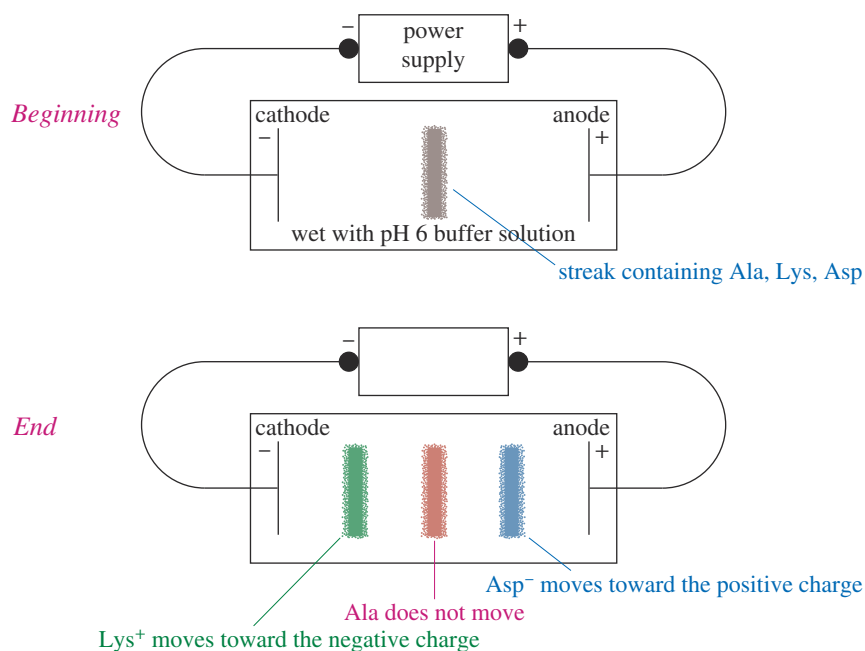 − power supply +
Beginning
cathode anode
− +
wet with pH 6 buffer solution
streak containing Ala, Lys, Asp
− +
End
cathode anode
− +
Asp⁻ moves toward the positive charge
Ala does not move
Lys⁺ moves toward the negative charge